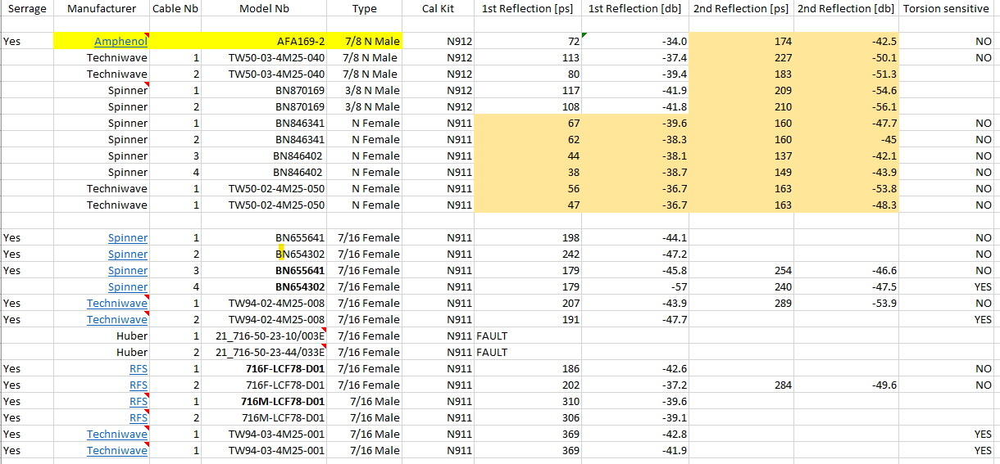 Serrage Manufacturer Cable Nb Model Nb Type Cal Kit 1st Reflection [ps] 1st Reflection [db] 2nd Reflection [ps] 2nd Reflection [db] Torsion sensitive
Yes Amphenol AFA169-2 7/8 N Male N912 72 -34.0 174 -42.5 NO
Techniwave 1 TW50-03-4M25-040 7/8 N Male N912 113 -37.4 227 -50.1 NO
Techniwave 2 TW50-03-4M25-040 7/8 N Male N912 80 -39.4 183 -51.3
Spinner 1 BN870169 3/8 N Male N912 117 -41.9 209 -54.6
Spinner 2 BN870169 3/8 N Male N912 108 -41.8 210 -56.1
Spinner 1 BN846341 N Female N911 67 -39.6 160 -47.7 NO
Spinner 2 BN846341 N Female N911 62 -38.3 160 -45 NO
Spinner 3 BN846402 N Female N911 44 -38.1 137 -42.1 NO
Spinner 4 BN846402 N Female N911 38 -38.7 149 -43.9 NO
Techniwave 1 TW50-02-4M25-050 N Female N911 56 -36.7 163 -53.8 NO
Techniwave 1 TW50-02-4M25-050 N Female N911 47 -36.7 163 -48.3 NO
Yes Spinner 1 BN655641 7/16 Female N911 198 -44.1 NO
Yes Spinner 2 BN654302 7/16 Female N911 242 -47.2 NO
Yes Spinner 3 BN655641 7/16 Female N911 179 -45.8 254 -46.6 NO
Spinner 4 BN654302 7/16 Female N911 179 -57 240 -47.5 YES
Yes Techniwave 1 TW94-02-4M25-008 7/16 Female N911 207 -43.9 289 -53.9 NO
Yes Techniwave 2 TW94-02-4M25-008 7/16 Female N911 191 -47.7 YES
Huber 1 21_716-50-23-10/003E 7/16 Female N911 FAULT
Huber 2 21_716-50-23-44/033E 7/16 Female N911 FAULT
Yes RFS 1 716F-LCF78-D01 7/16 Female N911 186 -42.6 NO
Yes RFS 2 716F-LCF78-D01 7/16 Female N911 202 -37.2 284 -49.6 NO
Yes RFS 1 716M-LCF78-D01 7/16 Male N911 310 -39.6
Yes RFS 2 716M-LCF78-D01 7/16 Male N911 306 -39.1
Yes Techniwave 1 TW94-03-4M25-001 7/16 Male N911 369 -42.8 YES
Yes Techniwave 1 TW94-03-4M25-001 7/16 Male N911 369 -41.9 YES